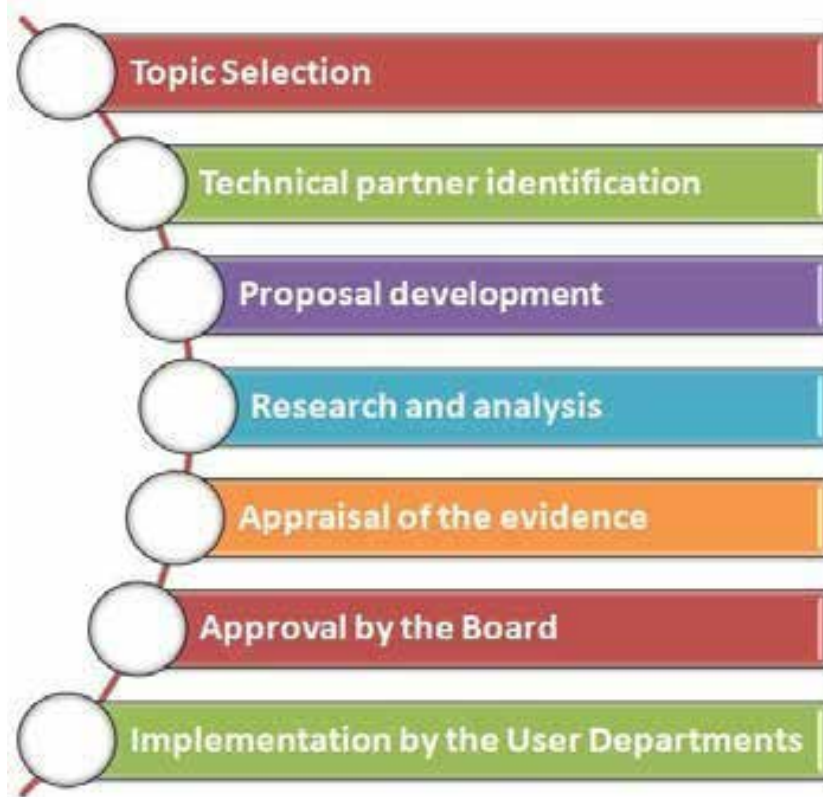 Topic Selection
Technical partner identification
Proposal development
Research and analysis
Appraisal of the evidence
Approval by the Board
Implementation by the User Departments